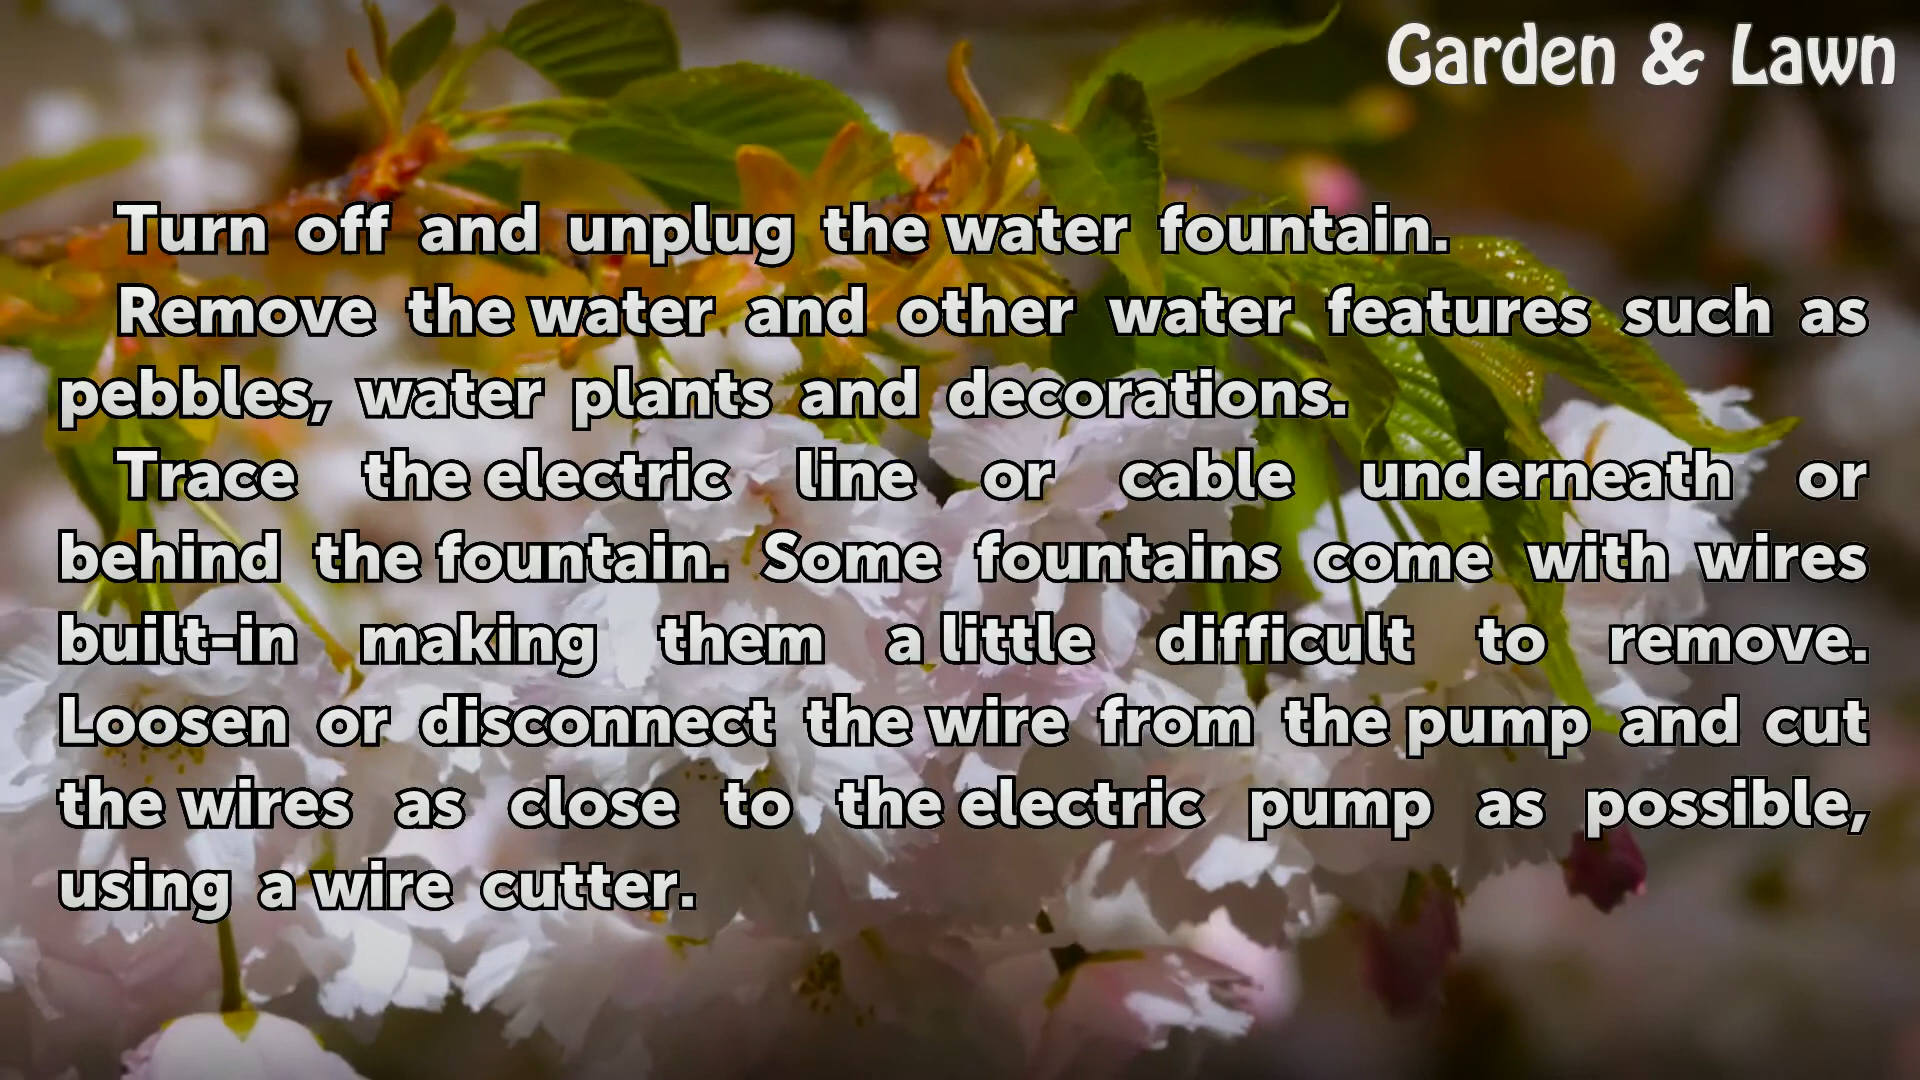 Garden & Lawn
Turn off and unplug the water fountain.
Remove the water and other water features such as
pebbles, water plants and decorations.
Trace the electric line or cable underneath or
behind the fountain. Some fountains come with wires
built-in making them a little difficult to remove.
Loosen or disconnect the wire from the pump and cut
the wires as close to the electric pump as possible,
using a wire cutter.